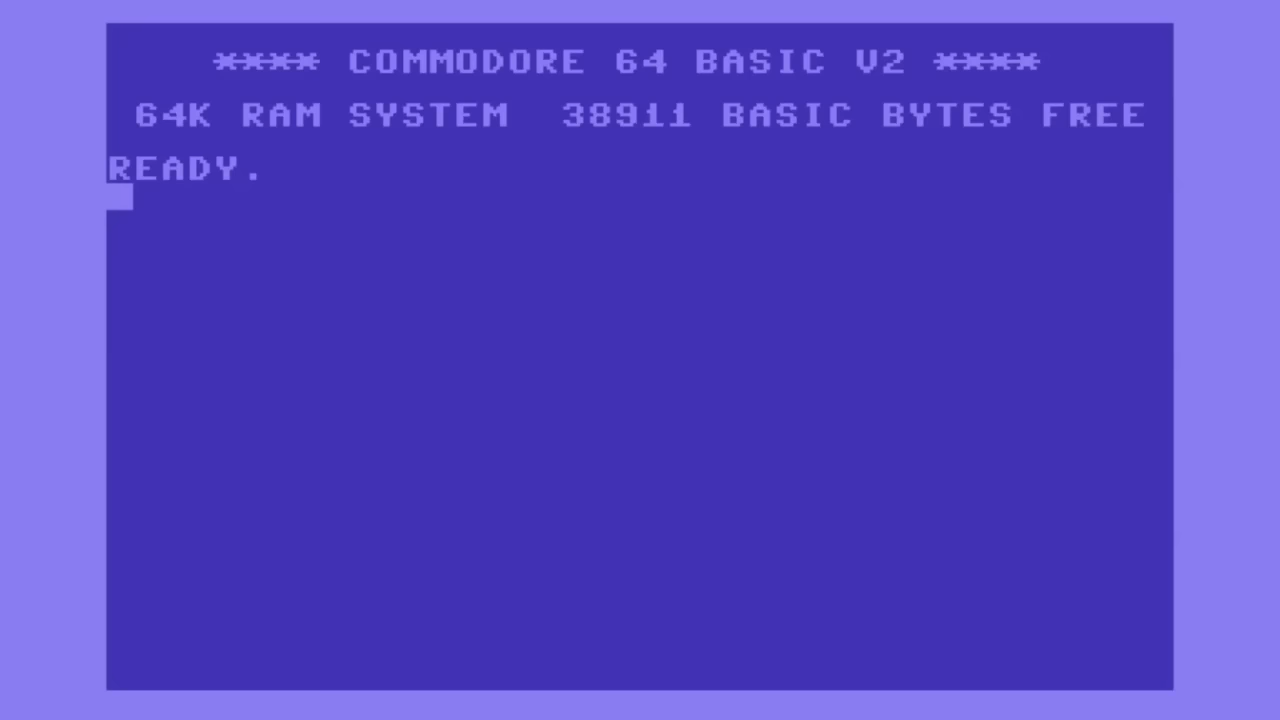 **** COMMODORE 64 BASIC V2 ****
64K RAM SYSTEM  38911 BASIC BYTES FREE
READY.